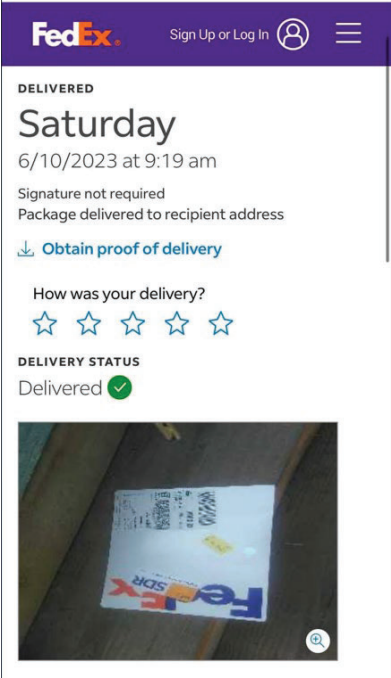 FedEx.
Sign Up or Log In
DELIVERED
Saturday
6/10/2023 at 9:19 am
Signature not required
Package delivered to recipient address
Obtain proof of delivery
How was your delivery?
DELIVERY STATUS
Delivered
FedEx
SDR